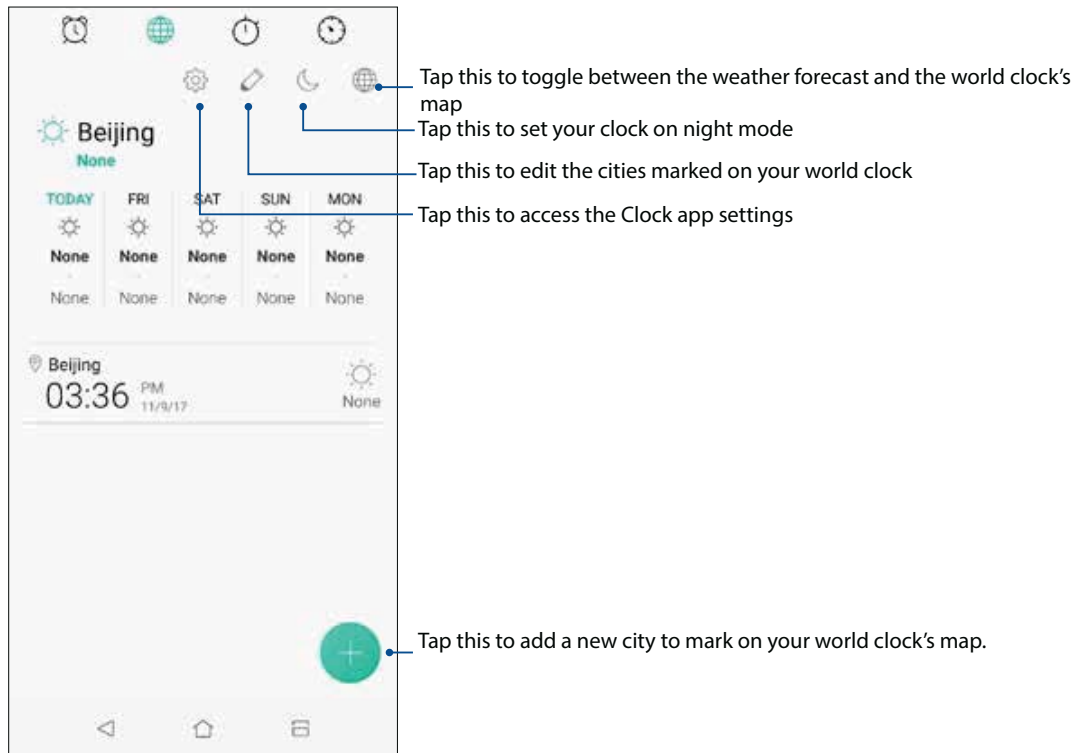 Tap this to toggle between the weather forecast and the world clock's
map
Tap this to set your clock on night mode
Tap this to edit the cities marked on your world clock
Tap this to access the Clock app settings
Beijing
None
TODAY FRI SAT SUN MON
None None None None None
None None None None None
Beijing
03:36 PM
11/9/17
None
Tap this to add a new city to mark on your world clock's map.